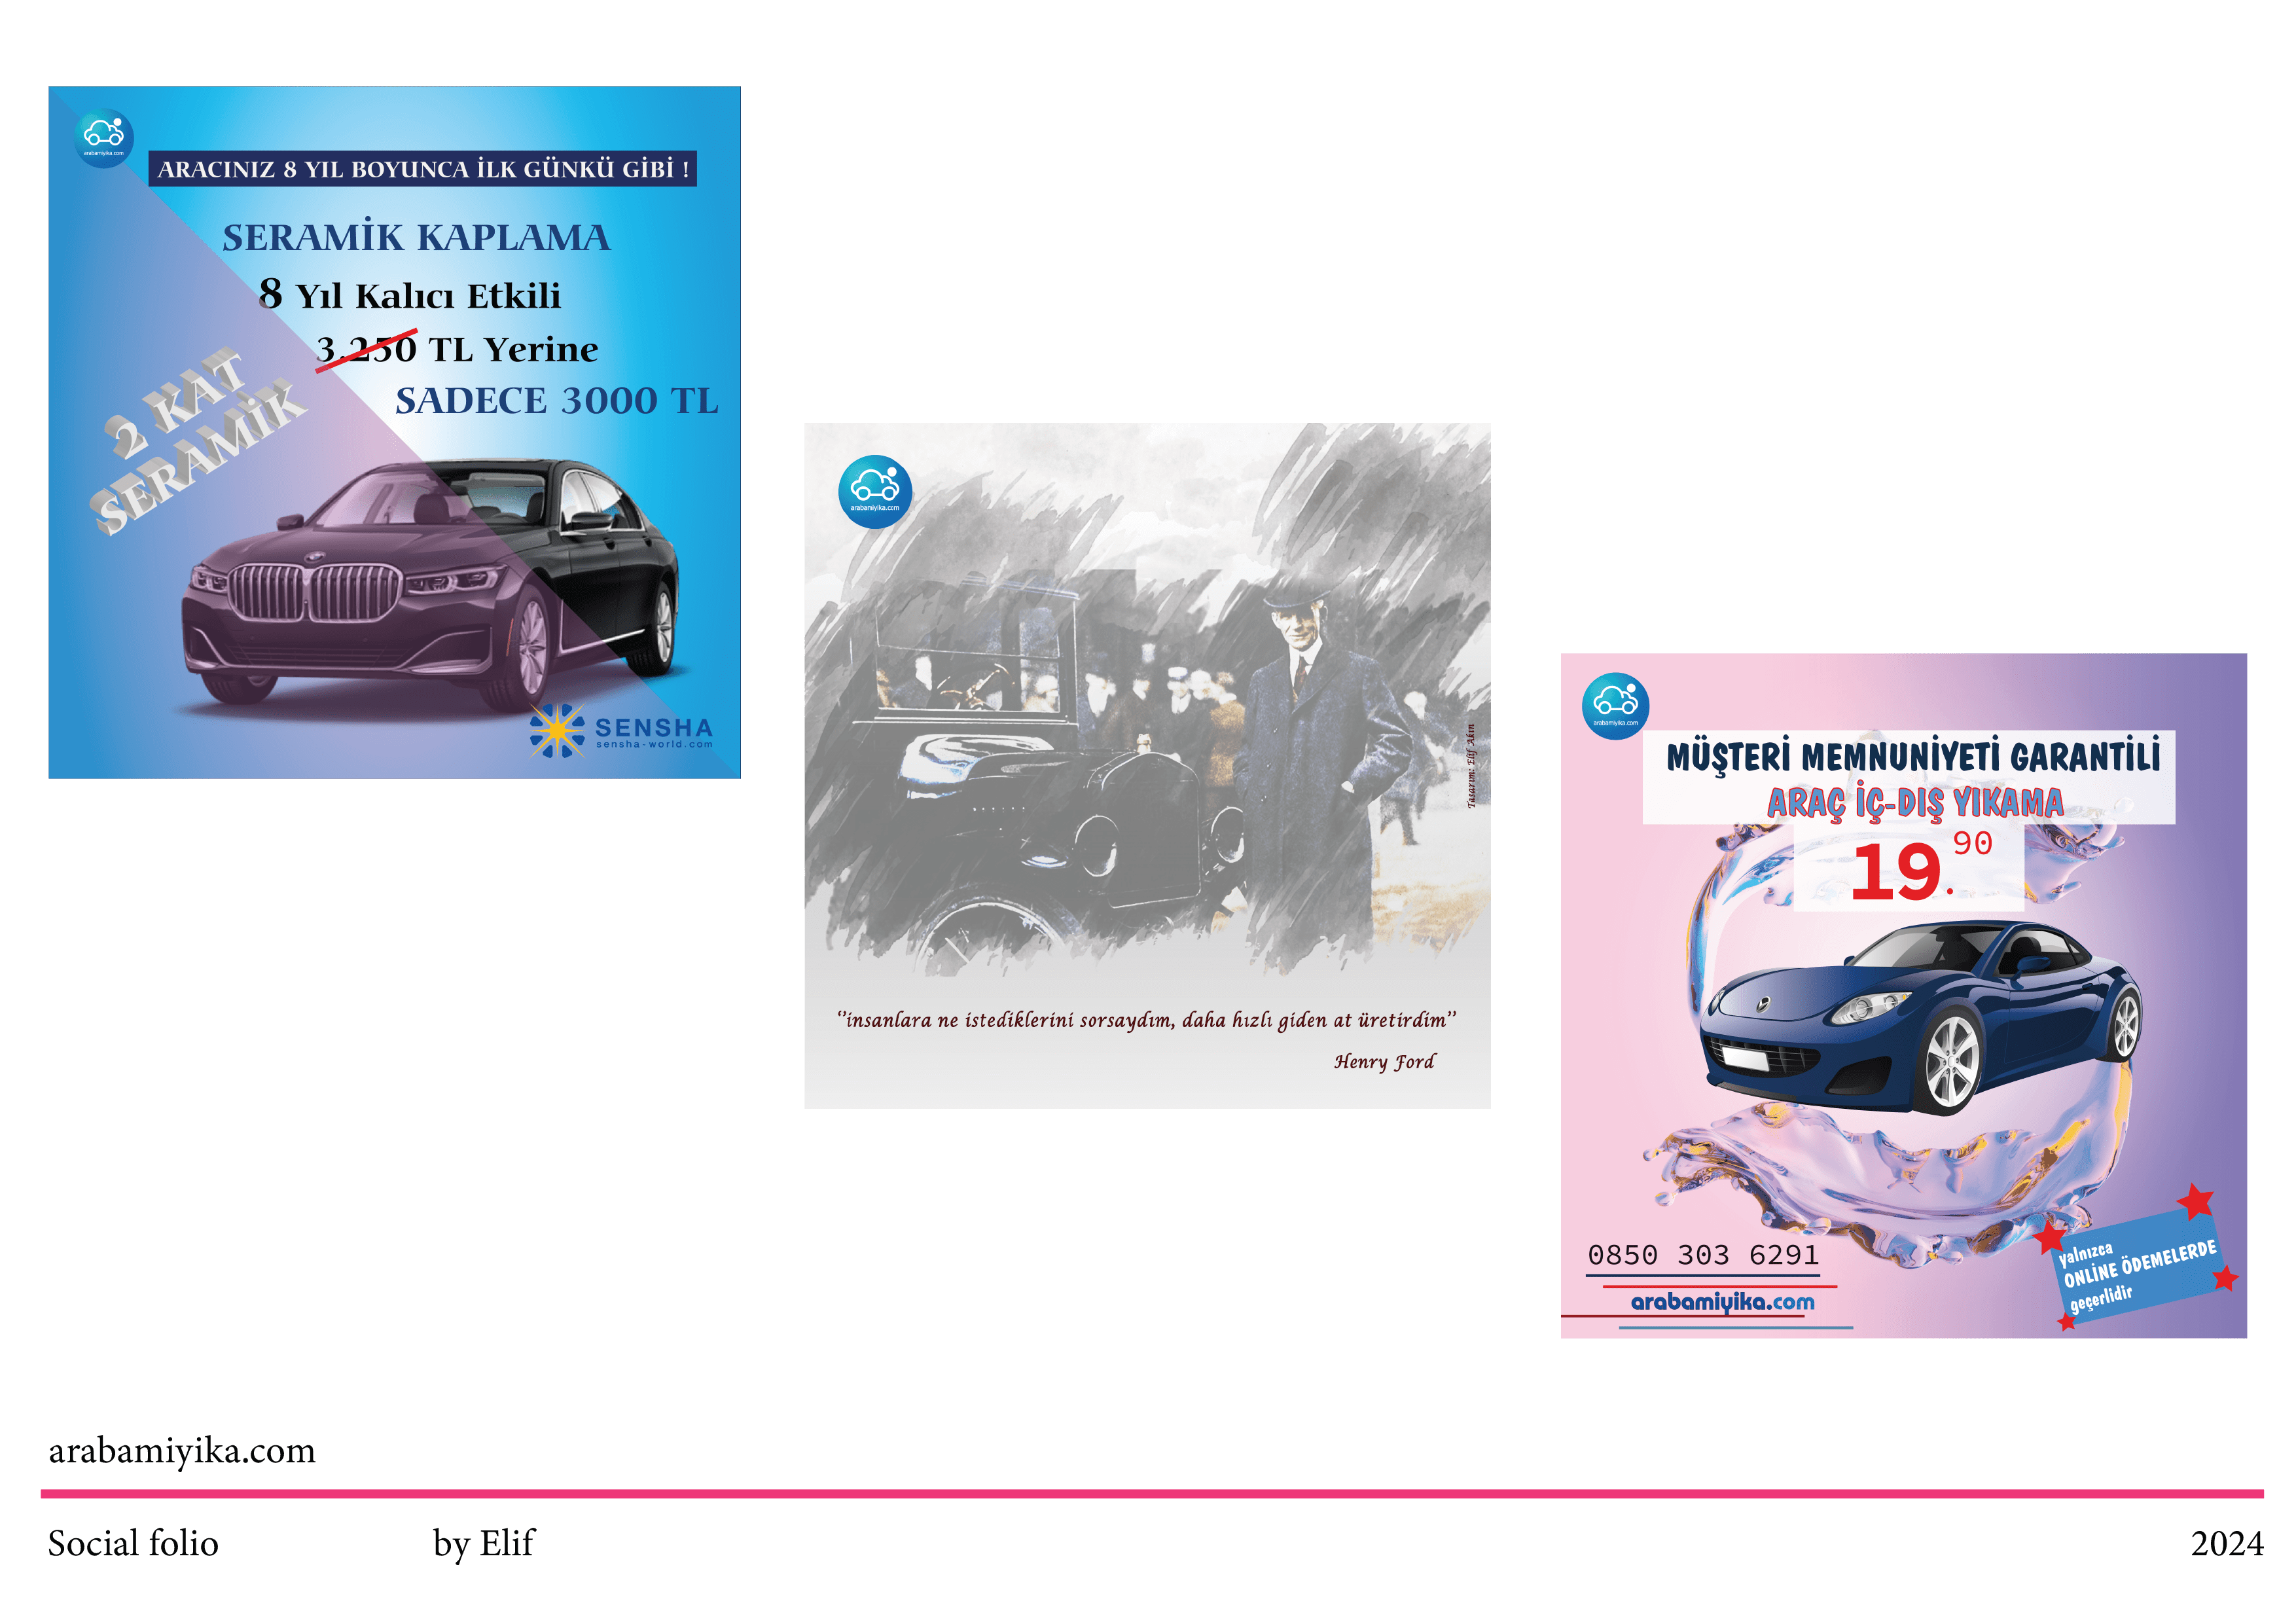 arabamiyika.com
ARACINIZ 8 YIL BOYUNCA İLK GÜNKÜ GİBİ !
SERAMİK KAPLAMA
8 Yıl Kalıcı Etkili
3.250 TL Yerine
SADECE 3000 TL
2 KAT
SERAMİK
SENSHA
sensha-world.com
arabamiyika.com
Tasarım: Elif Akın
‘’insanlara ne istediklerini sorsaydım, daha hızlı giden at üretirdim’’
Henry Ford
arabamiyika.com
MÜŞTERİ MEMNUNİYETİ GARANTİLİ
ARAÇ İÇ-DIŞ YIKAMA
19.90
0850 303 6291
arabamiyika.com
yalnızca
ONLİNE ÖDEMELERDE
geçerlidir
arabamiyika.com
Social folio by Elif 2024